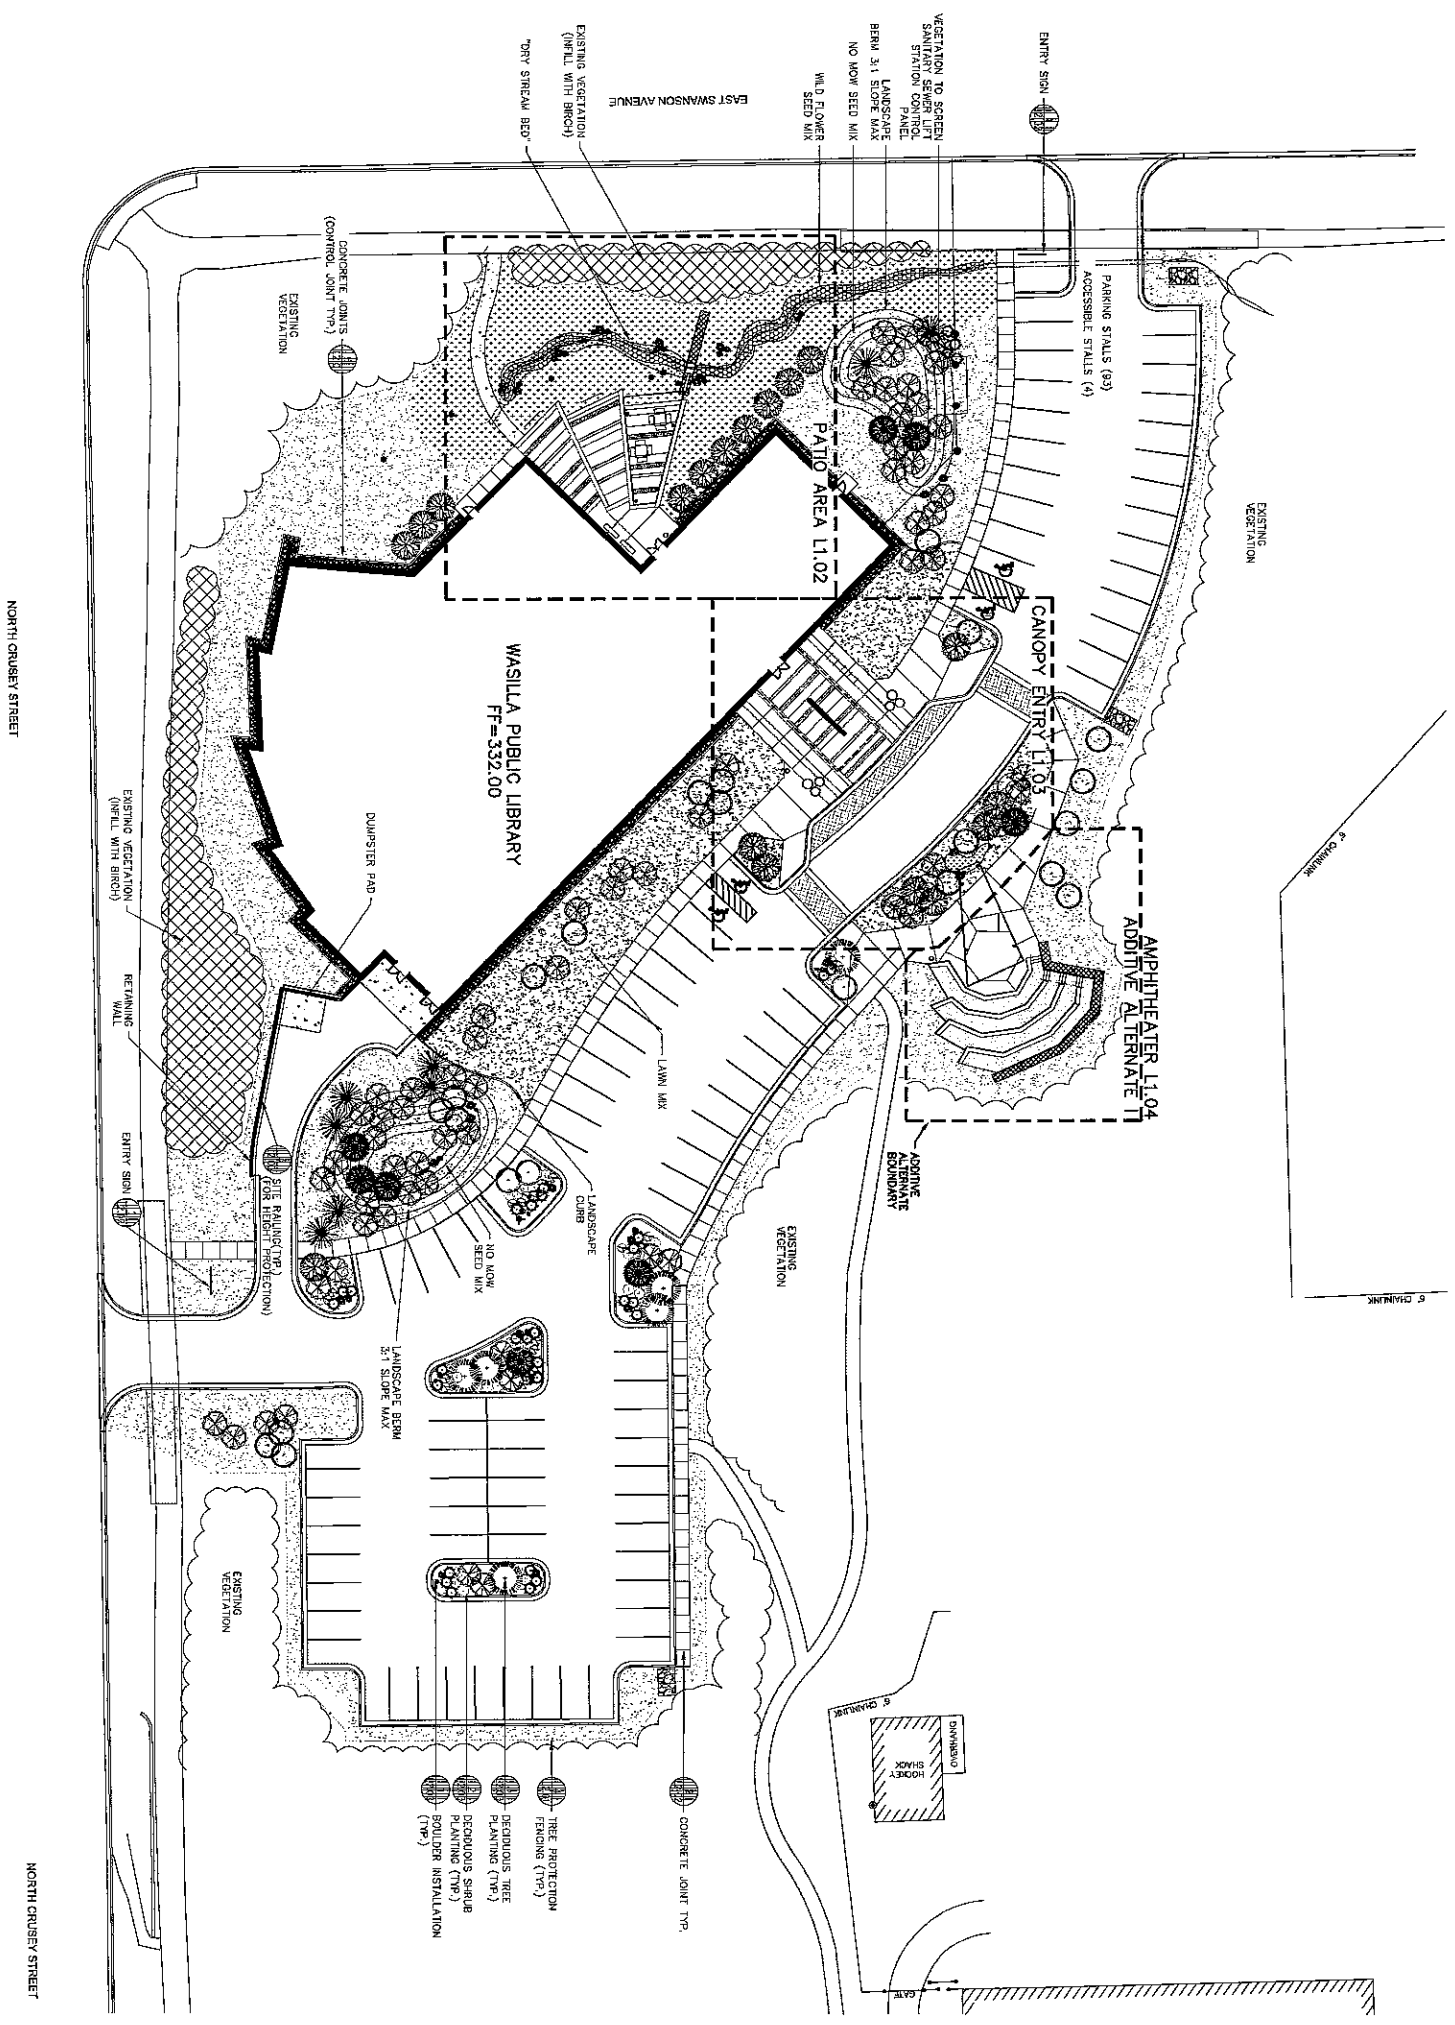 ENTRY SIGN
VEGETATION TO SCREEN
SANITARY SEWER LIFT
STATION CONTROL
PANEL
LANDSCAPE
BERM 3:1 SLOPE MAX
NO MOW SEED MIX
WILD FLOWER
SEED MIX
EAST SWANSON AVENUE
EXISTING VEGETATION
(INFILL WITH BIRCH)
"DRY STREAM BED"
CONCRETE JOINTS
(CONTROL JOINT TYP.)
EXISTING
VEGETATION
PARKING STALLS (93)
ACCESSIBLE STALLS (4)
EXISTING
VEGETATION
PATIO AREA L1.02
CANOPY ENTRY L1.03
WASILLA PUBLIC LIBRARY
FF=332.00
AMPHITHEATER L1.04
ADDITIVE ALTERNATE 1
ADDITIVE
ALTERNATE
BOUNDARY
6' CHAINLINK
6' CHAINLINK
NORTH CRUSEY STREET
DUMPSTER PAD
EXISTING VEGETATION
(INFILL WITH BIRCH)
RETAINING
WALL
ENTRY SIGN
SITE RAILING(TYP.)
(FOR HEIGHT PROTECTION)
LAWN MIX
LANDSCAPE
CURB
NO MOW
SEED MIX
LANDSCAPE BERM
3:1 SLOPE MAX
EXISTING
VEGETATION
EXISTING
VEGETATION
6' CHAINLINK
OVERHANG
HOCKEY
SHACK
CONCRETE JOINT TYP.
TREE PROTECTION
FENCING (TYP.)
DECIDUOUS TREE
PLANTING (TYP.)
DECIDUOUS SHRUB
PLANTING (TYP.)
BOULDER INSTALLATION
(TYP.)
GATE
NORTH CRUSEY STREET